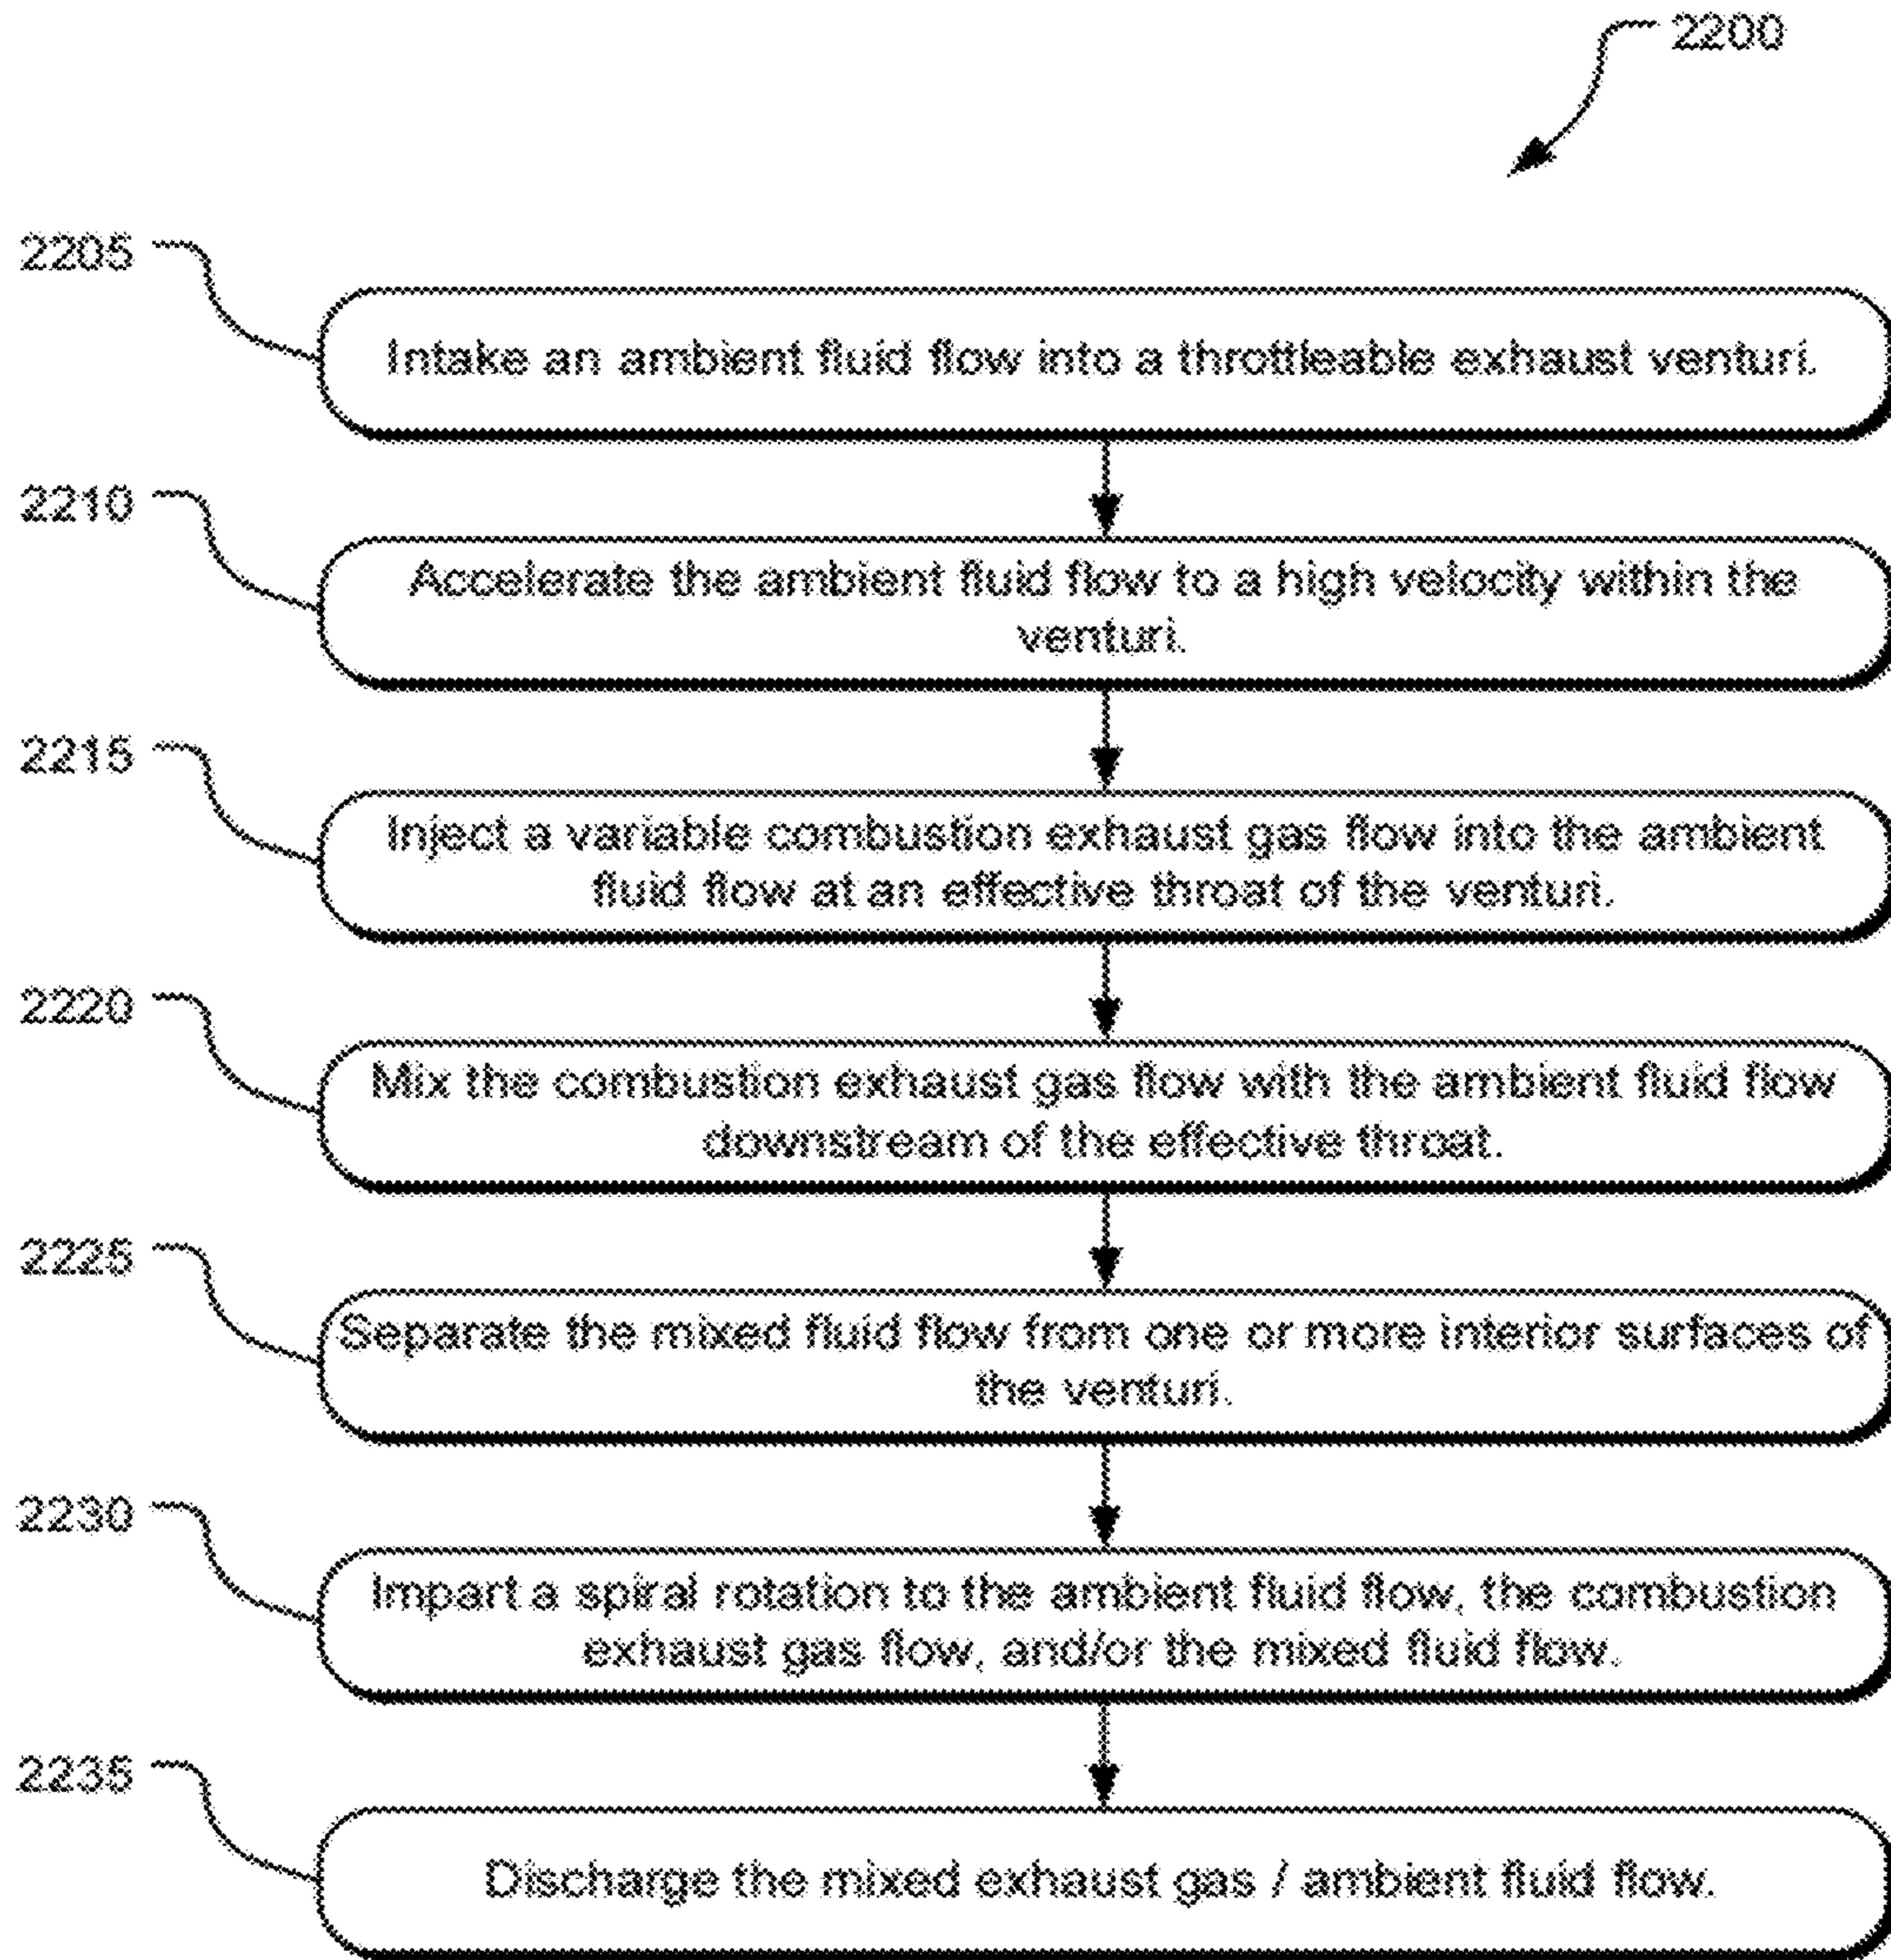 2200
2205
Intake an ambient fluid flow into a throttleable exhaust venturi.
2210
Accelerate the ambient fluid flow to a high velocity within the
venturi.
2215
Inject a variable combustion exhaust gas flow into the ambient
fluid flow at an effective throat of the venturi.
2220
Mix the combustion exhaust gas flow with the ambient fluid flow
downstream of the effective throat.
2225
Separate the mixed fluid flow from one or more interior surfaces of
the venturi.
2230
Impart a spiral rotation to the ambient fluid flow, the combustion
exhaust gas flow, and/or the mixed fluid flow.
2235
Discharge the mixed exhaust gas / ambient fluid flow.